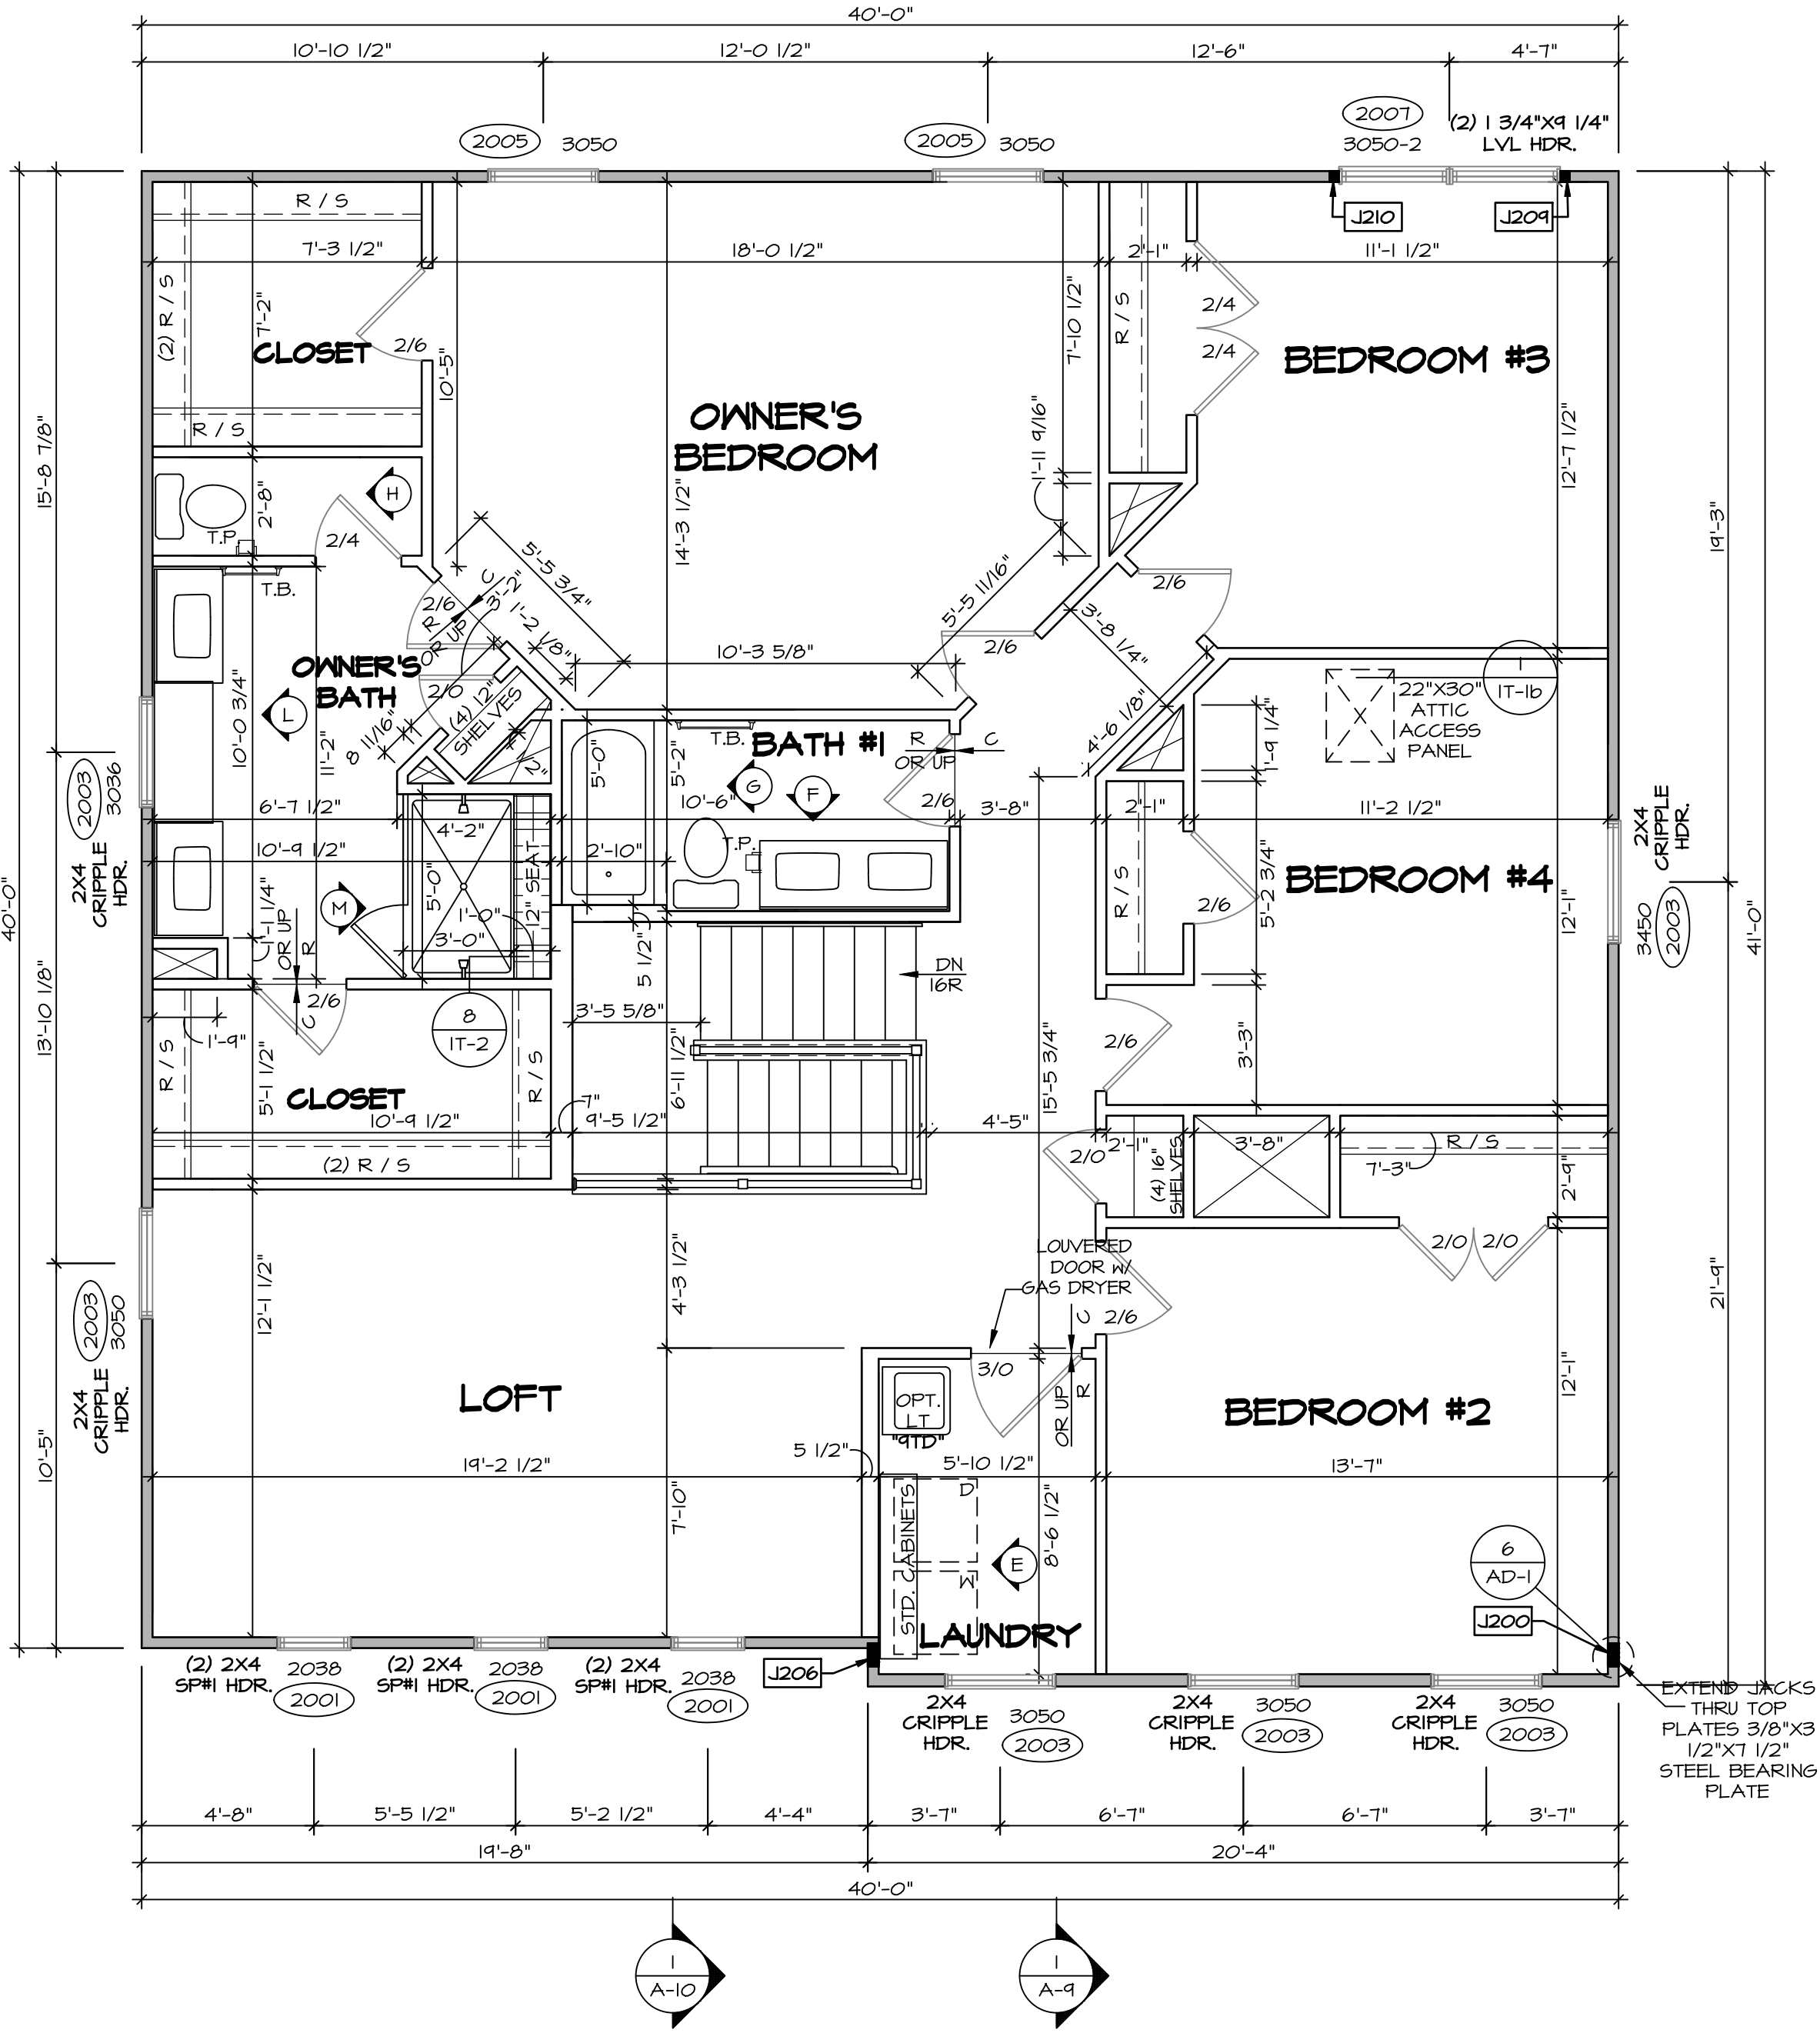 40'-0"
10'-10 1/2"
12'-0 1/2"
12'-6"
4'-7"
2005
3050
2005
3050
2007
3050-2
(2) 1 3/4"X9 1/4"
LVL HDR.
J210
J209
R / S
7'-3 1/2"
18'-0 1/2"
2'-1"
11'-1 1/2"
(2) R / S
7'-2"
CLOSET
2/6
10'-5"
R / S
OWNER'S
BEDROOM
14'-3 1/2"
7'-10 1/2"
1'-11 9/16"
R / S
2/4
2/4
BEDROOM #3
12'-7 1/2"
15'-8 7/8"
19'-3"
2'-8"
T.P.
2/4
H
T.B.
2/6
C
R
OR UP
3'-2"
1'-2 1/8"
5'-5 3/4"
5'-5 11/16"
2/6
2/6
3'-8 1/4"
10'-3 5/8"
OWNER'S
BATH
L
10'-0 3/4"
11'-2"
8 11/16"
2/0
(4) 12"
SHELVES
5'-0"
5'-2"
T.B.
BATH #1
R
C
OR UP
2/6
G
F
10'-6"
3'-8"
4'-6 1/8"
1'-9 1/4"
22"X30"
ATTIC
ACCESS
PANEL
1
IT-1b
2003
3036
2X4
CRIPPLE
HDR.
6'-7 1/2"
10'-9 1/2"
4'-2"
5'-0"
12" SEAT
1'-0"
3'-0"
M
2'-10"
T.P.
2'-1"
11'-2 1/2"
R / S
2/6
5'-2 3/4"
BEDROOM #4
12'-1"
2X4
CRIPPLE
HDR.
3450
2003
41'-0"
40'-0"
13'-10 1/8"
1'-11 1/4"
OR UP
R
2/6
C
1'-9"
R / S
5'-1 1/2"
CLOSET
10'-9 1/2"
(2) R / S
R / S
8
IT-2
5 1/2"
3'-5 5/8"
DN
16R
6'-11 1/2"
7"
9'-5 1/2"
4'-5"
15'-5 3/4"
2/6
3'-3"
2/0
2'-1"
(4) 16"
SHELVES
3'-8"
R / S
7'-3"
2'-9"
2/0
2/0
21'-9"
LOUVERED
DOOR W/
GAS DRYER
2/6
C
R
OR UP
3/0
4'-3 1/2"
12'-1 1/2"
2003
3050
2X4
CRIPPLE
HDR.
10'-5"
LOFT
OPT.
LT
"9TD"
5 1/2"
19'-2 1/2"
5'-10 1/2"
13'-7"
BEDROOM #2
12'-1"
7'-10"
D
W
STD. CABINETS
8'-6 1/2"
E
LAUNDRY
6
AD-1
J200
J206
(2) 2X4
SP#1 HDR.
2038
2001
(2) 2X4
SP#1 HDR.
2038
2001
(2) 2X4
SP#1 HDR.
2038
2001
2X4
CRIPPLE
HDR.
3050
2003
2X4
CRIPPLE
HDR.
3050
2003
2X4
CRIPPLE
HDR.
3050
2003
EXTEND JACKS
THRU TOP
PLATES 3/8"X3
1/2"X7 1/2"
STEEL BEARING
PLATE
4'-8"
5'-5 1/2"
5'-2 1/2"
4'-4"
3'-7"
6'-7"
6'-7"
3'-7"
19'-8"
20'-4"
40'-0"
1
A-10
1
A-9